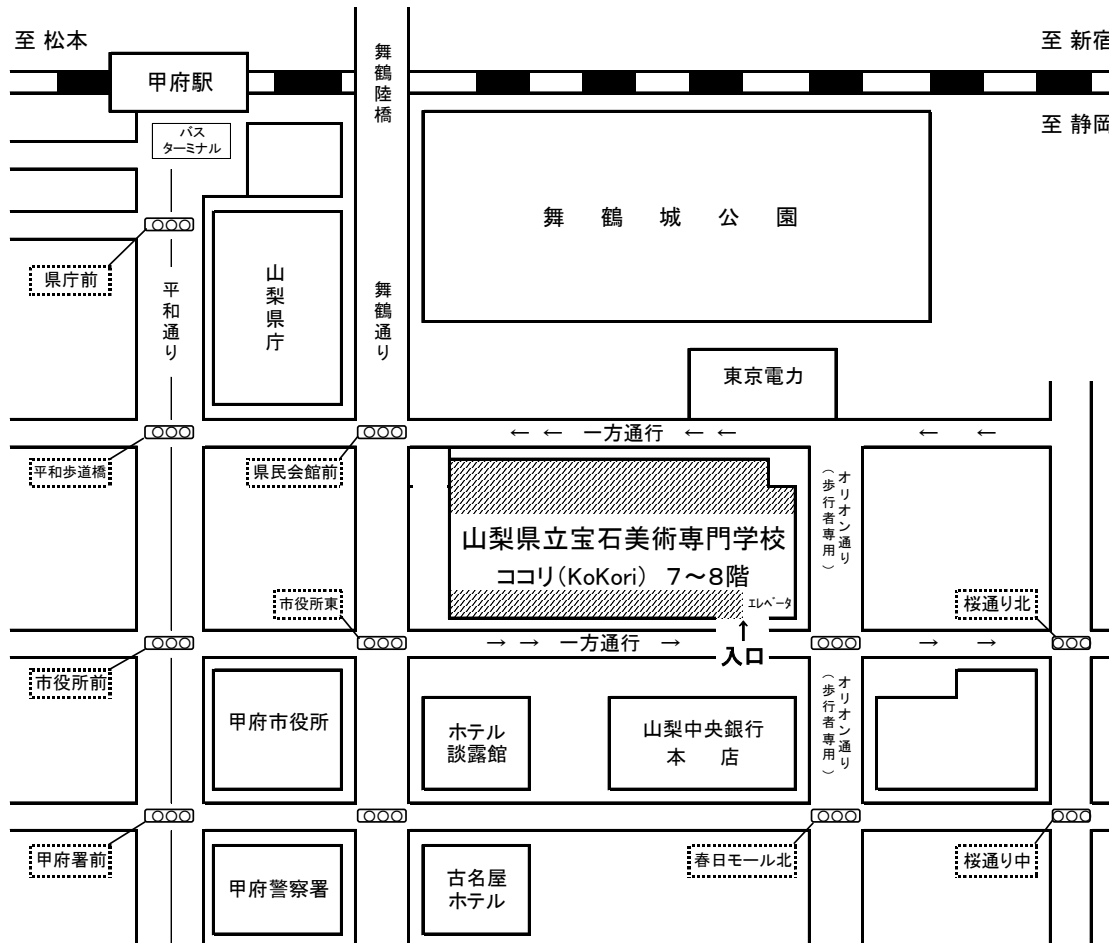 至 松本
至 新宿
甲府駅
舞鶴陸橋
至 静岡
バス
ターミナル
舞鶴城公園
県庁前
山梨県庁
平和通り
舞鶴通り
東京電力
← ← 一方通行 ← ←
← ←
平和歩道橋
県民会館前
オリオン通り
(歩行者専用)
山梨県立宝石美術専門学校
ココリ(KoKori) 7~8階
エレベータ
市役所東
桜通り北
→ → 一方通行 →
→ →
↑
入口
市役所前
オリオン通り
(歩行者専用)
甲府市役所
ホテル
談露館
山梨中央銀行
本 店
甲府署前
春日モール北
桜通り中
甲府警察署
古名屋
ホテル